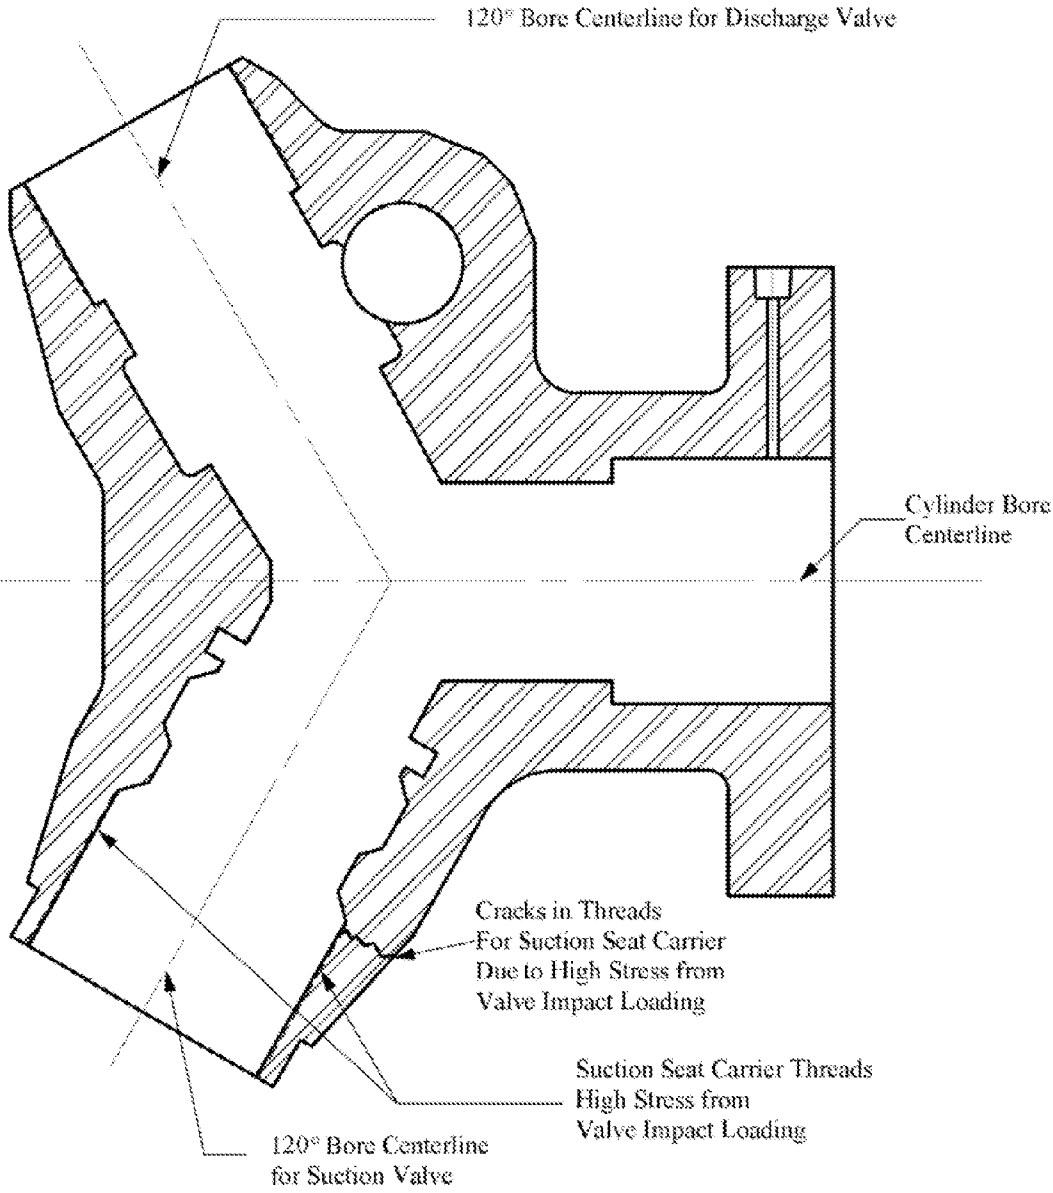 120° Bore Centerline for Discharge Valve
Cylinder Bore
Centerline
Cracks in Threads
For Suction Seat Carrier
Due to High Stress from
Valve Impact Loading
Suction Seat Carrier Threads
High Stress from
Valve Impact Loading
120° Bore Centerline
for Suction Valve